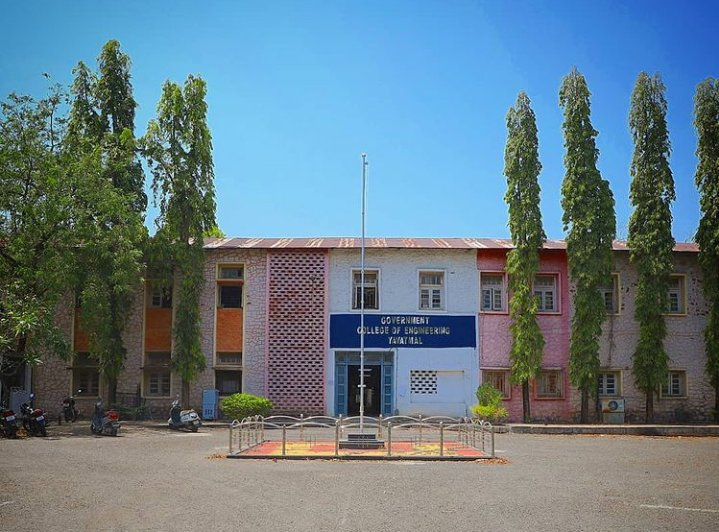 GOVERNMENT
COLLEGE OF ENGINEERING
YAVATMAL